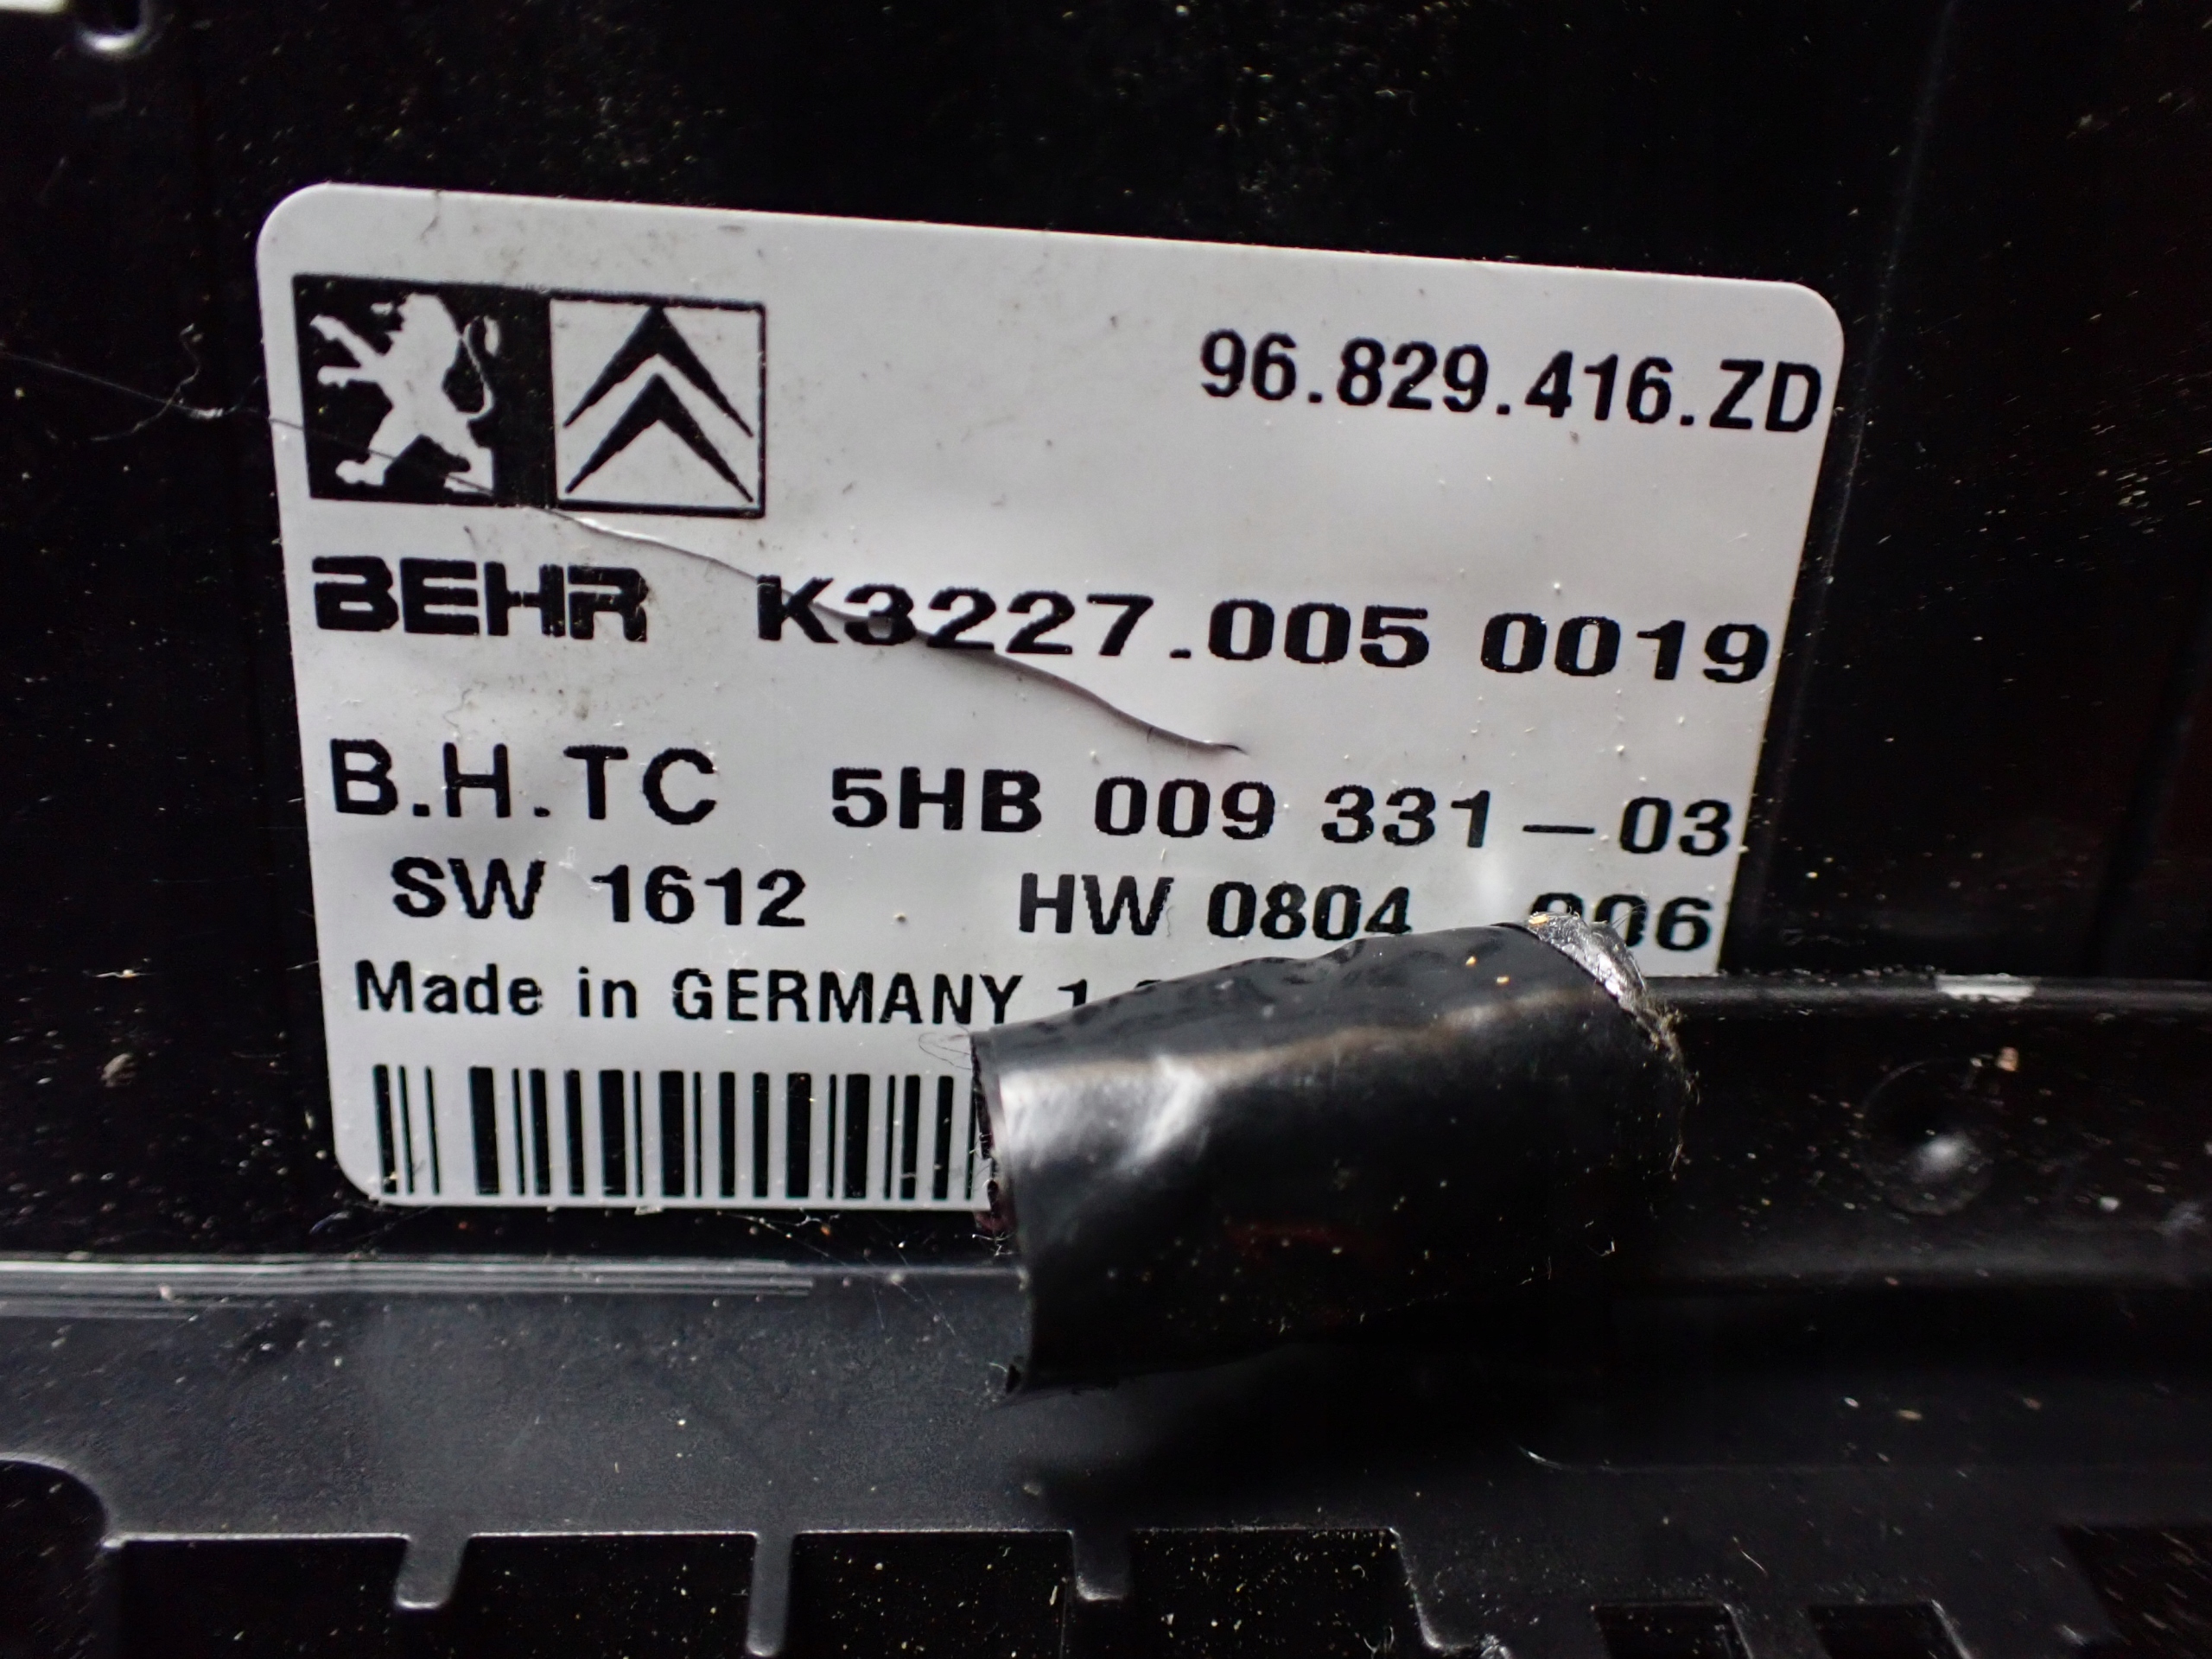 96.829.416.ZD
BEHR K3227.005 0019
B.H.TC 5HB 009 331-03
SW 1612 HW 0804 006
Made in GERMANY